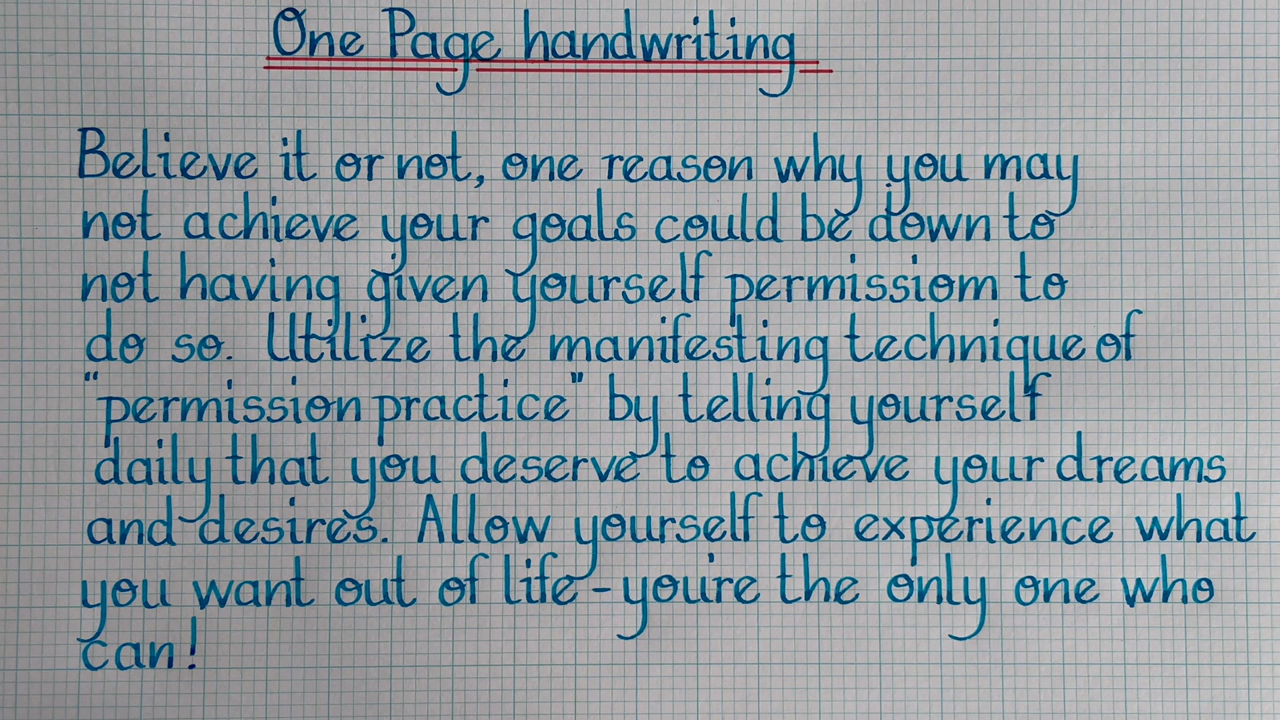 One Page handwriting
Believe it or not, one reason why you may
not achieve your goals could be down to
not having given yourself permissiom to
do so. Utilize the manifesting technique of
"permission practice" by telling yourself
daily that you deserve to achieve your dreams
and desires. Allow yourself to experience what
you want out of life - you're the only one who
can!